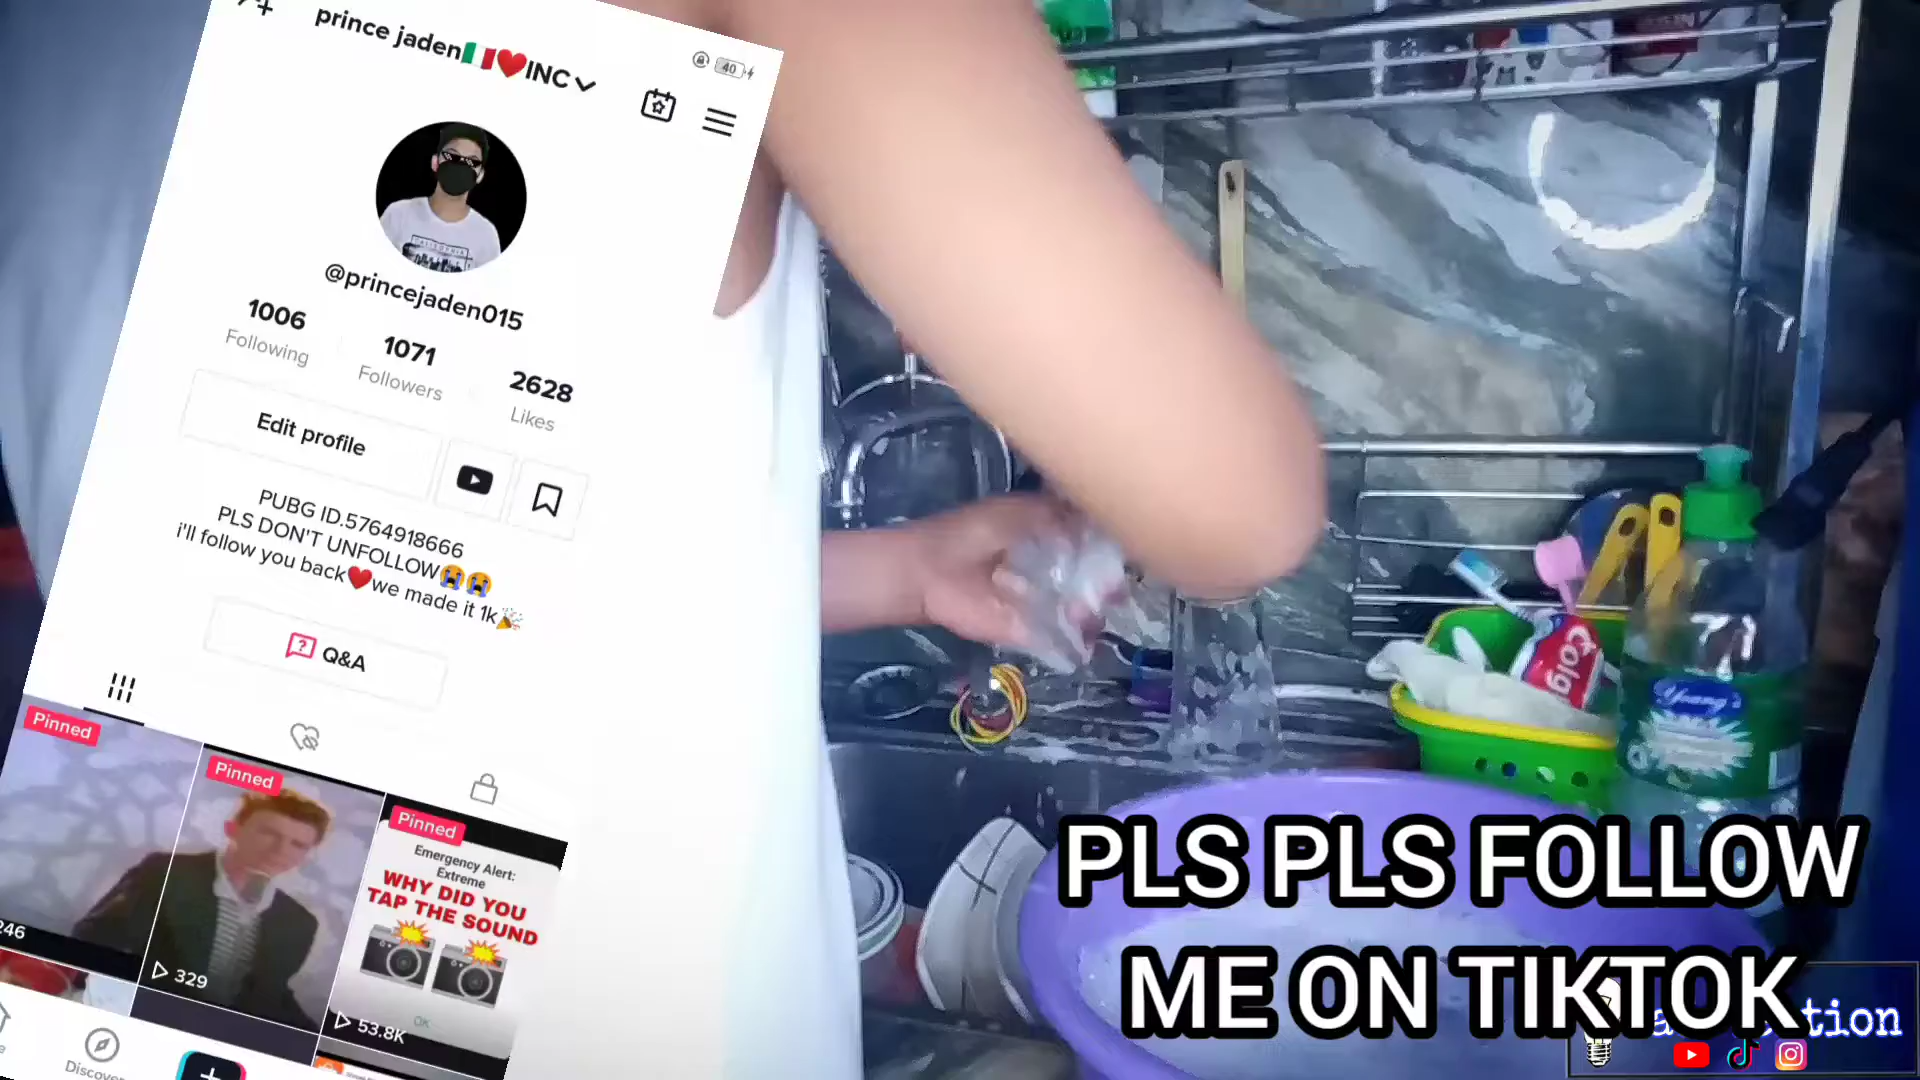 prince jaden🇮🇹❤️INC
40
@princejaden015
1006
Following
1071
Followers
2628
Likes
Edit profile
PUBG ID.5764918666
PLS DON'T UNFOLLOW😭😭
i'll follow you back❤️we made it 1k🎉
Q&A
Pinned
Pinned
Pinned
Emergency Alert:
Extreme
WHY DID YOU
TAP THE SOUND
OK
246
329
53.8K
Discover
Colg
PLS PLS FOLLOW
ME ON TIKTOK